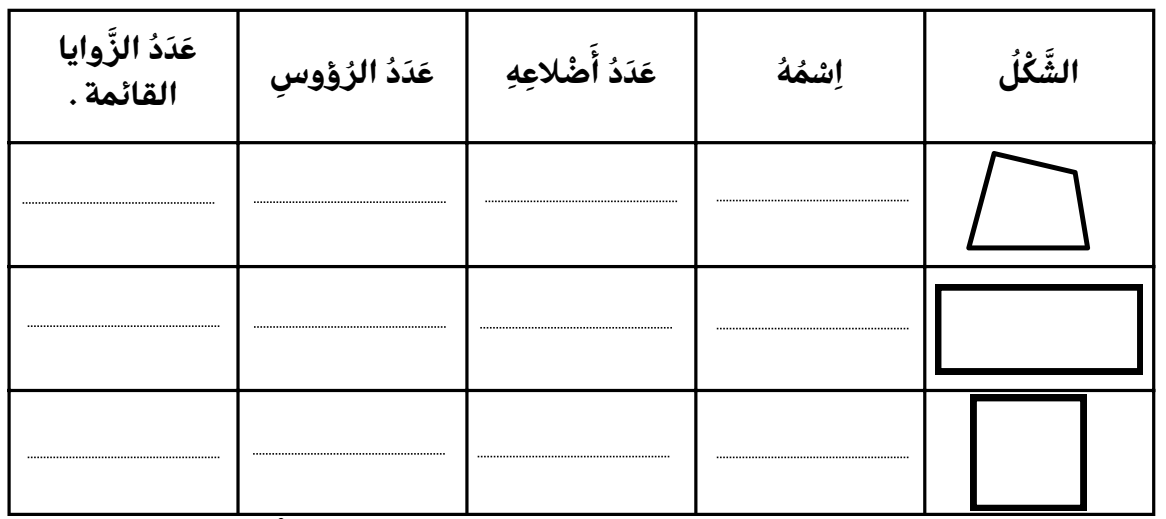 الشَّكْلُ
اِسْمُهُ
عَدَدُ أَضْلاعِهِ
عَدَدُ الرُؤوسِ
عَدَدُ الزَّوايا
القائمة .